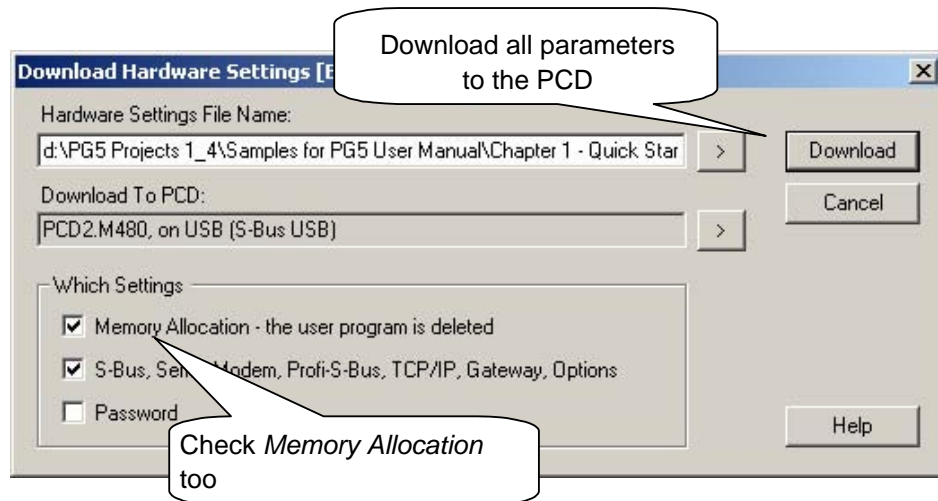 Download all parameters
to the PCD
Download Hardware Settings [
Hardware Settings File Name:
d:\PG5 Projects 1_4\Samples for PG5 User Manual\Chapter 1 - Quick Star
>
Download
Download To PCD:
Cancel
PCD2.M480, on USB (S-Bus USB)
>
Which Settings
Memory Allocation - the user program is deleted
S-Bus, Modem, Profi-S-Bus, TCP/IP, Gateway, Options
Password
Help
Check Memory Allocation
too